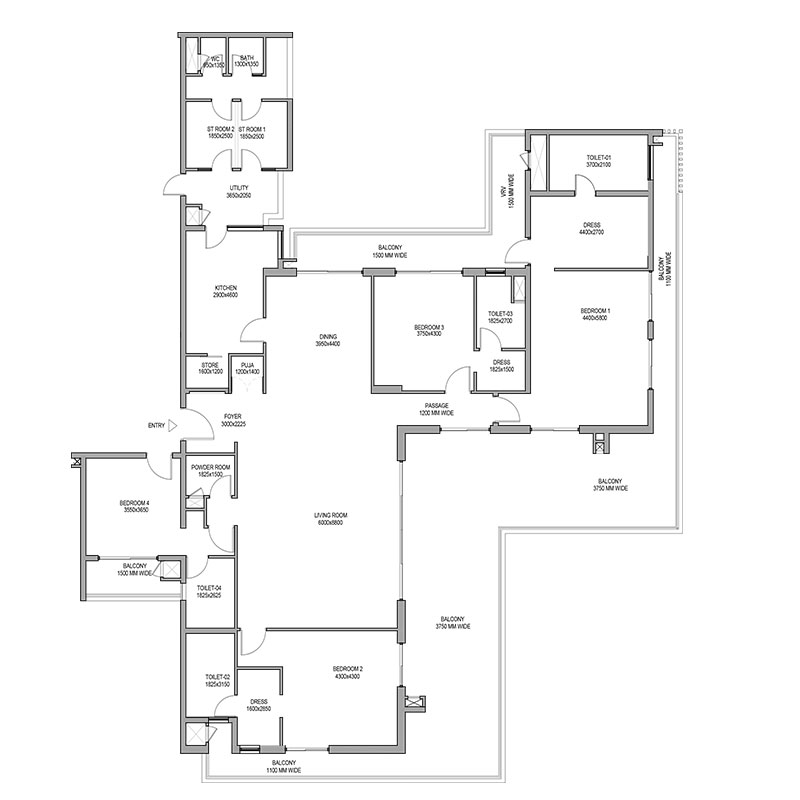 WC
850x1350
BATH
1300x1350
ST ROOM 2
1850x2500
ST ROOM 1
1850x2500
UTILITY
3650x2050
TOILET-01
3700x2100
VRV
1500 MM WIDE
DRESS
4400x2700
BALCONY
1500 MM WIDE
BALCONY
1100 MM WIDE
KITCHEN
2900x4600
TOILET-03
1825x2700
BEDROOM 1
4400x5800
BEDROOM 3
3750x4300
DINING
3950x4400
STORE
1600x1200
PUJA
1200x1400
DRESS
1825x1500
PASSAGE
1200 MM WIDE
FOYER
3000x2225
ENTRY
POWDER ROOM
1825x1500
BALCONY
3750 MM WIDE
BEDROOM 4
3550x3650
LIVING ROOM
6000x8800
BALCONY
1500 MM WIDE
TOILET-04
1825x2625
BALCONY
3750 MM WIDE
TOILET-02
1825x3150
BEDROOM 2
4300x4300
DRESS
1600x2650
BALCONY
1100 MM WIDE